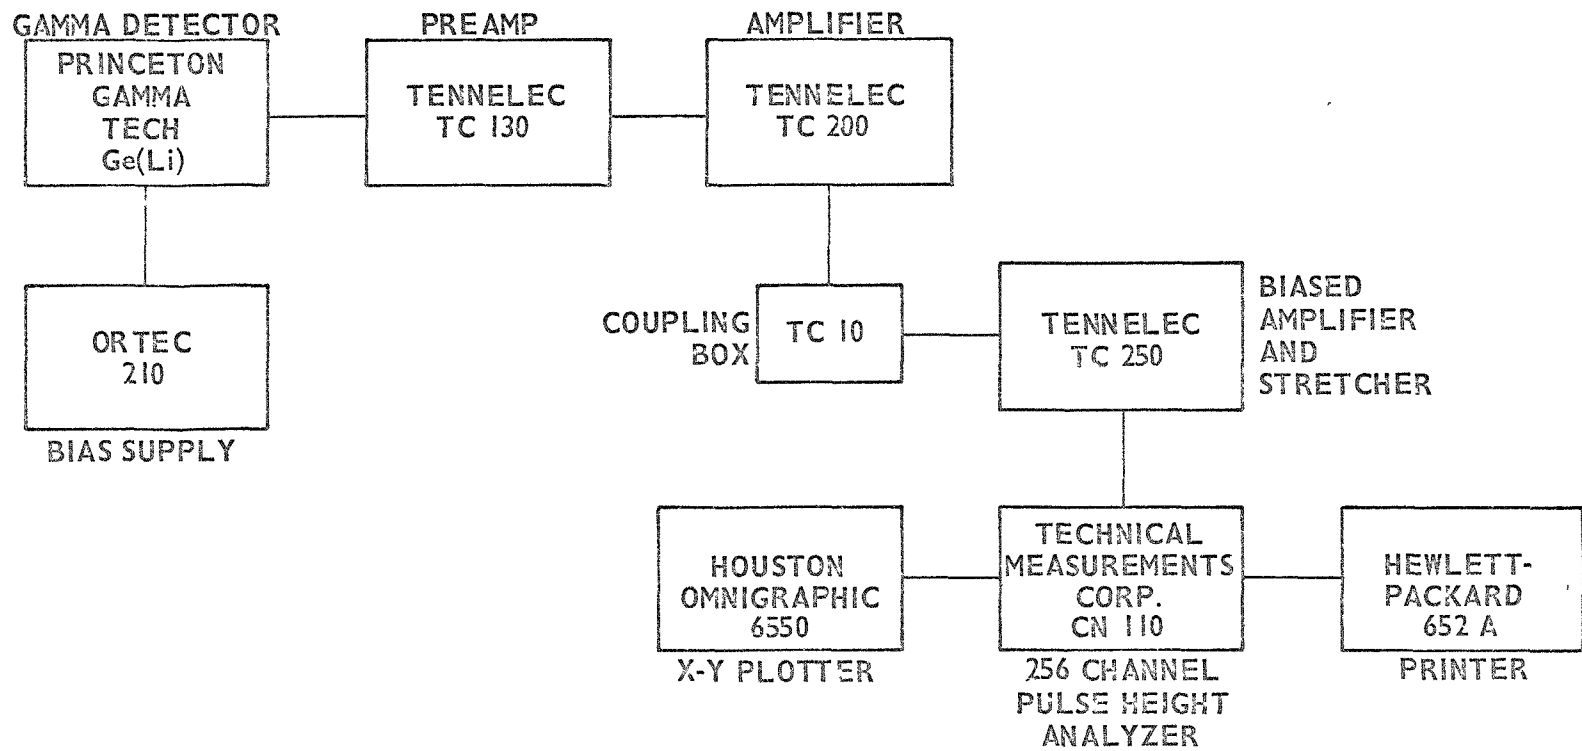 GAMMA DETECTOR
PRINCETON
GAMMA
TECH
Ge(Li)
PREAMP
TENNELEC
TC 130
AMPLIFIER
TENNELEC
TC 200
ORTEC
210
BIAS SUPPLY
COUPLING
BOX
TC 10
TENNELEC
TC 250
BIASED
AMPLIFIER
AND
STRETCHER
HOUSTON
OMNIGRAPHIC
6550
X-Y PLOTTER
TECHNICAL
MEASUREMENTS
CORP.
CN 110
256 CHANNEL
PULSE HEIGHT
ANALYZER
HEWLETT-
PACKARD
652 A
PRINTER